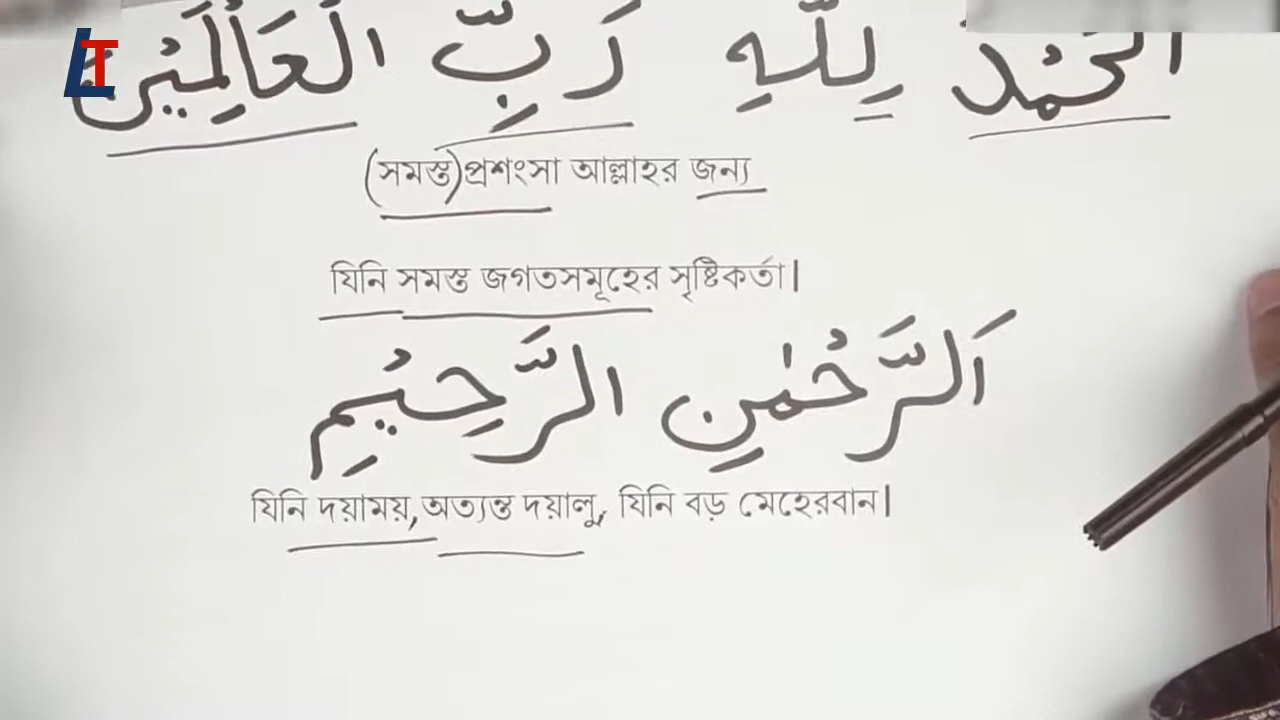 اَلْحَمْدُ لِلّٰهِ رَبِّ الْعَالَمِيْنَ
(সমস্ত)প্রশংসা আল্লাহর জন্য
যিনি সমস্ত জগতসমূহের সৃষ্টিকর্তা।
اَلرَّحْمٰنِ الرَّحِيْمِ
যিনি দয়াময়,অত্যন্ত দয়ালু, যিনি বড় মেহেরবান।
LT